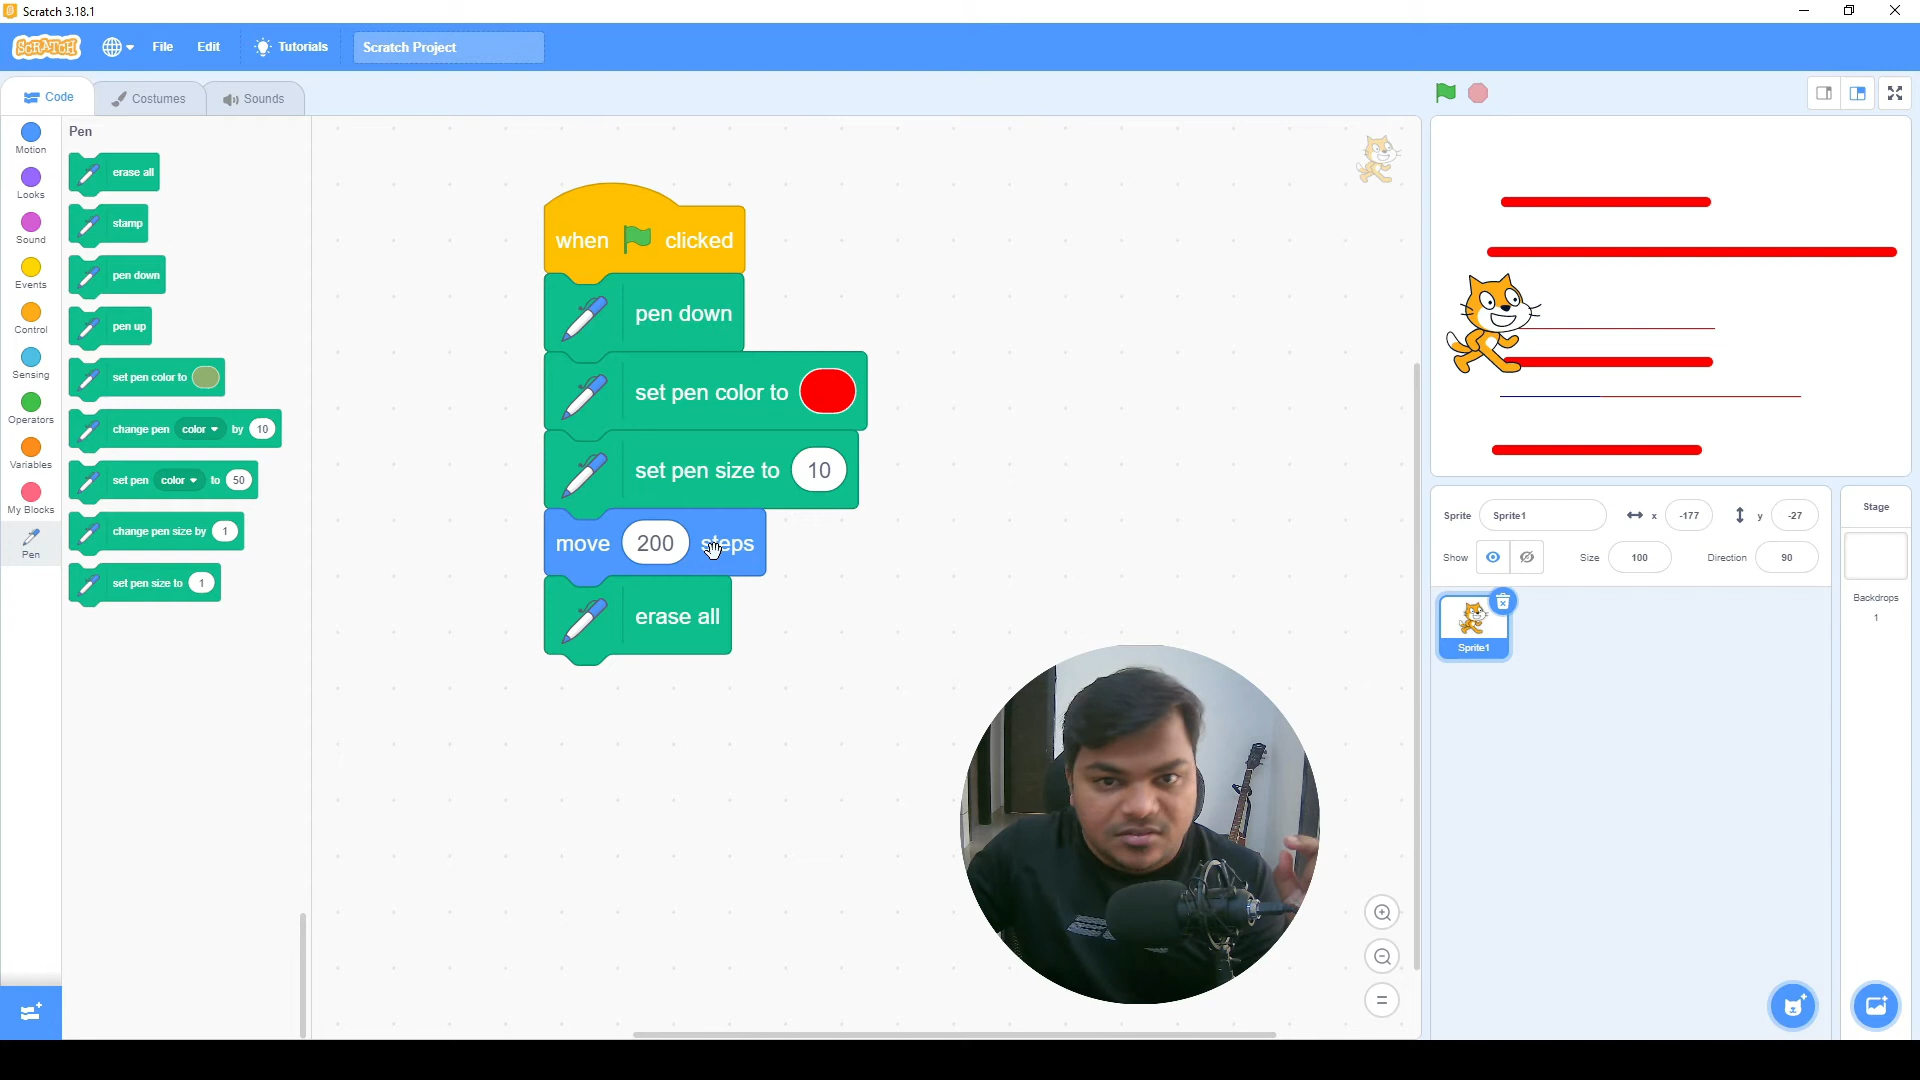 Scratch 3.18.1
SCRATCH
File
Edit
Tutorials
Scratch Project
Code
Costumes
Sounds
Motion
Looks
Sound
Events
Control
Sensing
Operators
Variables
My Blocks
Pen
Pen
erase all
stamp
pen down
pen up
set pen color to
change pen color by 10
set pen color to 50
change pen size by 1
set pen size to 1
when clicked
pen down
set pen color to
set pen size to 10
move 200 steps
erase all
Sprite Sprite1 x -177 y -27
Show Size 100 Direction 90
Sprite1
Stage
Backdrops
1